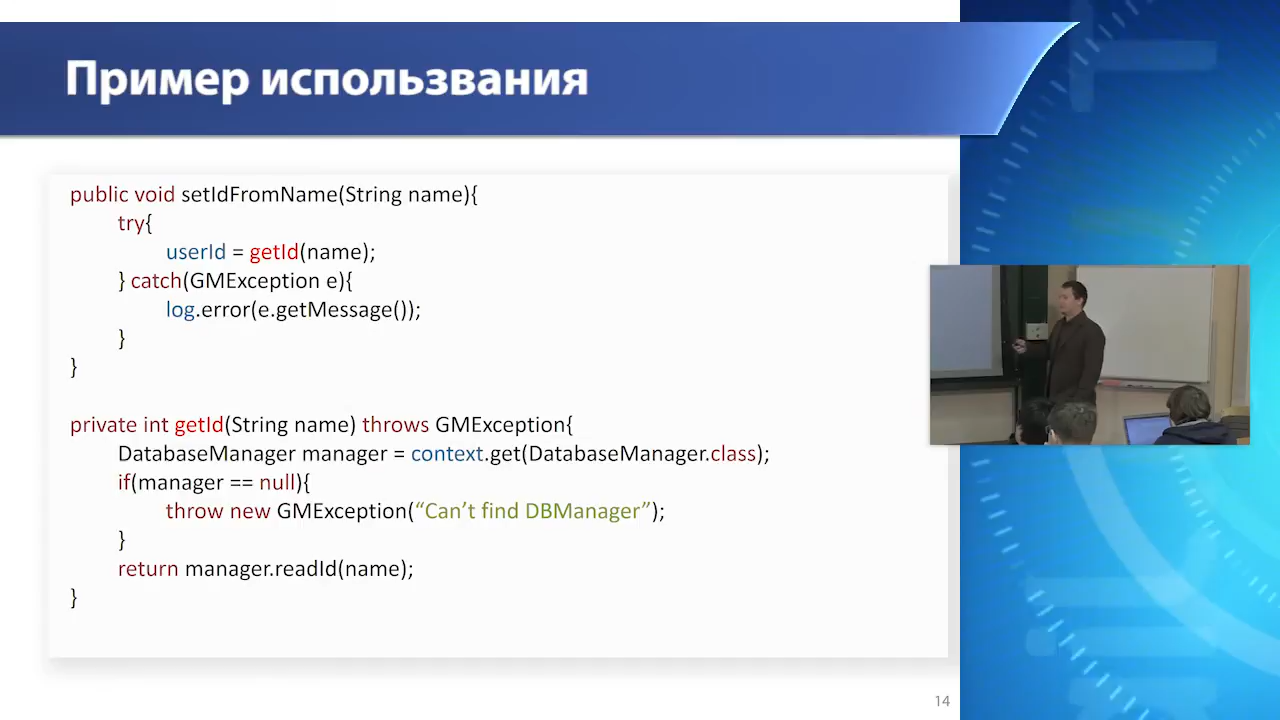 Пример использвания
public void setIdFromName(String name){
try{
userId = getId(name);
} catch(GMException e){
log.error(e.getMessage());
}
}
private int getId(String name) throws GMException{
DatabaseManager manager = context.get(DatabaseManager.class);
if(manager == null){
throw new GMException(“Can’t find DBManager”);
}
return manager.readId(name);
}
14